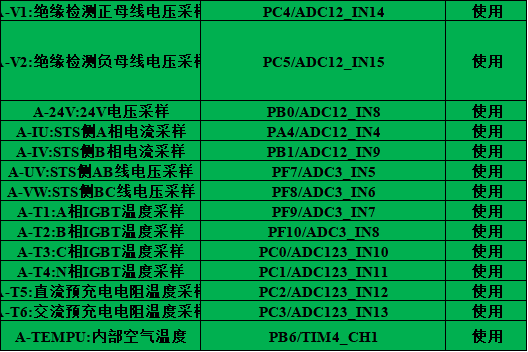 A-V1:绝缘检测正母线电压采样 PC4/ADC12_IN14 使用
A-V2:绝缘检测负母线电压采样 PC5/ADC12_IN15 使用
A-24V:24V电压采样 PB0/ADC12_IN8 使用
A-IU:STS侧A相电流采样 PA4/ADC12_IN4 使用
A-IV:STS侧B相电流采样 PB1/ADC12_IN9 使用
A-UV:STS侧AB线电压采样 PF7/ADC3_IN5 使用
A-VW:STS侧BC线电压采样 PF8/ADC3_IN6 使用
A-T1:A相IGBT温度采样 PF9/ADC3_IN7 使用
A-T2:B相IGBT温度采样 PF10/ADC3_IN8 使用
A-T3:C相IGBT温度采样 PC0/ADC123_IN10 使用
A-T4:N相IGBT温度采样 PC1/ADC123_IN11 使用
A-T5:直流预充电电阻温度采样 PC2/ADC123_IN12 使用
A-T6:交流预充电电阻温度采样 PC3/ADC123_IN13 使用
A-TEMPU:内部空气温度 PB6/TIM4_CH1 使用